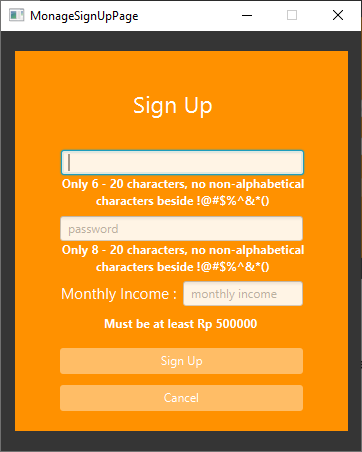 MonageSignUpPage
Sign Up
Only 6 - 20 characters, no non-alphabetical
characters beside !@#$%^&*()
password
Only 8 - 20 characters, no non-alphabetical
characters beside !@#$%^&*()
Monthly Income : monthly income
Must be at least Rp 500000
Sign Up
Cancel